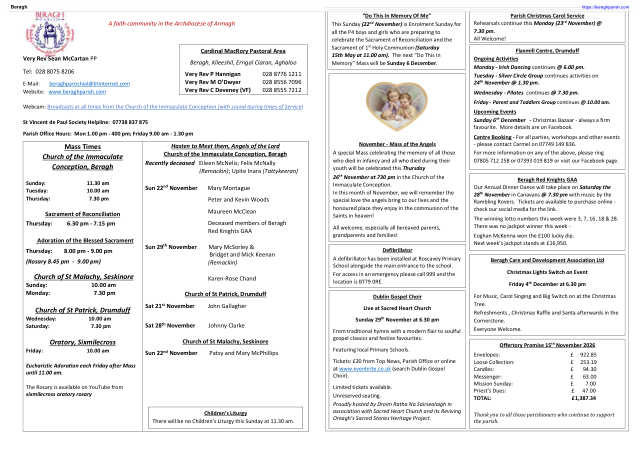 Beragh
https://beraghparish.com
BERAGH
A faith community in the Archdiocese of Armagh
Very Rev Sean McCartan PP
Tel: 028 8075 8206
E-Mail: beraghparochial@btinternet.com
Website: www.beraghparish.com
Cardinal MacRory Pastoral Area
Beragh, Kileeshil, Errigal Ciaran, Aghaloo
Very Rev P Hannigan 028 8778 1211
Very Rev M O'Dwyer 028 8556 7096
Very Rev C Devaney (VF) 028 8555 7212
Webcam: Broadcasts at all times from the Church of the Immaculate Conception (with sound during times of Service)
St Vincent de Paul Society Helpline: 07738 837 875
Parish Office Hours: Mon 1.00 pm - 400 pm; Friday 9.00 am - 1.30 pm
Mass Times
Church of the Immaculate
Conception, Beragh
Sunday: 11.30 am
Tuesday: 10.00 am
Thursday: 7.30 pm
Sacrament of Reconciliation
Thursday: 6.30 pm - 7.15 pm
Adoration of the Blessed Sacrament
Thursday: 8.00 pm - 9.00 pm
(Rosary 8.45 pm - 9.00 pm)
Church of St Malachy, Seskinore
Sunday: 10.00 am
Monday: 7.30 pm
Church of St Patrick, Drumduff
Wednesday: 10.00 am
Saturday: 7.30 pm
Oratory, Sixmilecross
Friday: 10.00 am
Eucharistic Adoration each Friday after Mass
until 11.00 am.
The Rosary is available on YouTube from
sixmilecross oratory rosary
Hasten to Meet them, Angels of the Lord
Church of the Immaculate Conception, Beragh
Recently deceased Eileen McNulis; Felix McNally
(Remackin); Upita Irwin (Tattykeeran)
Sun 22nd November Mary Montague
Peter and Kevin Woods
Maureen McClean
Deceased members of Beragh
Red Knights GAA
Sun 29th November Mary McSorley &
Bridget and Mick Keenan
(Remackin)
Karen-Rose Chand
Church of St Patrick, Drumduff
Sat 21st November John Gallagher
Sat 28th November Johnny Clarke
Church of St Malachy, Seskinore
Sun 22nd November Patsy and Mary McPhillips
Children's Liturgy
There will be no Children's Liturgy this Sunday at 11.30 am.
"Do This In Memory Of Me"
This Sunday (22nd November) is Enrolment Sunday for
all the P4 boys and girls who are preparing to
celebrate the Sacrament of Reconciliation and the
Sacrament of 1st Holy Communion (Saturday
15th May at 11.00 am). The next "Do This In
Memory" Mass will be Sunday 6 December.
November - Mass of the Angels
A special Mass celebrating the memory of all those
who died in infancy and all who died during their
youth will be celebrated this Thursday
26th November at 730 pm in the Church of the
Immaculate Conception.
In this month of November, we will remember the
special love the angels bring to our lives and the
honoured place they enjoy in the communion of the
Saints in heaven!
All welcome, especially all bereaved parents,
grandparents and families!
Defibrillator
A defibrillator has been installed at Roscavey Primary
School alongside the main entrance to the school.
For access in an emergency please call 999 and the
location is BT79 0RE
Dublin Gospel Choir
Live at Sacred Heart Church
Sunday 29th November at 6.30 pm
From traditional hymns with a modern flair to soulful
gospel classics and festive favourites.
Featuring local Primary Schools.
Tickets: £20 from Top News, Parish Office or online
at www.eventbrite.co.uk (search Dublin Gospel
Choir).
Limited tickets available.
Unreserved seating.
Proudly hosted by Droim Ratha Na Sairsealaigh in
association with Sacred Heart Church and its Reviving
Omagh's Sacred Stories Heritage Project.
Parish Christmas Carol Service
Rehearsals continue this Monday (23rd November) @
7.30 pm.
All Welcome!
Flannill Centre, Drumduff
Ongoing Activities
Monday - Irish Dancing continues @ 6.00 pm.
Tuesday - Silver Circle Group continues activities on
24th November @ 1.30 pm.
Wednesday - Pilates continues @ 7.30 pm.
Friday - Parent and Toddlers Group continue @ 10.00 am.
Upcoming Events
Sunday 6th December - Christmas Bazaar - always a firm
favourite. More details are on Facebook.
Centre Booking - For all parties, workshops and other events
- please contact Carmel on 07749 149 836.
For more information on any of the above, please ring
07805 712 258 or 07393 019 829 or visit our Facebook page.
Beragh Red Knights GAA
Our Annual Dinner Dance will take place on Saturday the
28th November in Canavans @ 7.30 pm with music by the
Rambling Rovers. Tickets are available to purchase online -
check our social media for the link.
The winning lotto numbers this week were 3, 7, 16, 18 & 28.
There was no jackpot winner this week -
Eoghan McKenna won the £100 lucky dip.
Next week's jackpot stands at £16,950.
Beragh Care and Development Association Ltd
Christmas Lights Switch on Event
Friday 4th December at 6.30 pm
For Music, Carol Singing and Big Switch on at the Christmas
Tree.
Refreshments , Christmas Raffle and Santa afterwards in the
Cornerstone.
Everyone Welcome.
Offertory Promise 15th November 2026
Envelopes: £ 922.85
Loose Collection: £ 253.19
Candles: £ 94.30
Messenger: £ 63.00
Mission Sunday: £ 7.00
Priest's Dues: £ 47.00
TOTAL: £1,387.34
Thank you to all those parishioners who continue to support
the parish.